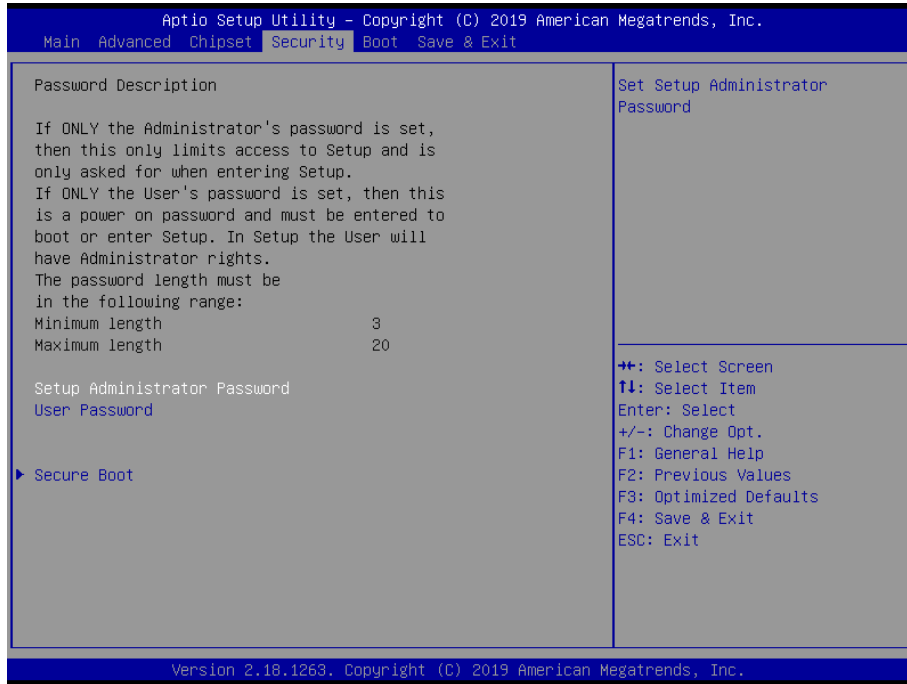 Aptio Setup Utility – Copyright (C) 2019 American Megatrends, Inc.
Main Advanced Chipset Security Boot Save & Exit
Password Description
If ONLY the Administrator's password is set,
then this only limits access to Setup and is
only asked for when entering Setup.
If ONLY the User's password is set, then this
is a power on password and must be entered to
boot or enter Setup. In Setup the User will
have Administrator rights.
The password length must be
in the following range:
Minimum length 3
Maximum length 20
Setup Administrator Password
User Password
▶ Secure Boot
Set Setup Administrator
Password
→←: Select Screen
↑↓: Select Item
Enter: Select
+/-: Change Opt.
F1: General Help
F2: Previous Values
F3: Optimized Defaults
F4: Save & Exit
ESC: Exit
Version 2.18.1263. Copyright (C) 2019 American Megatrends, Inc.